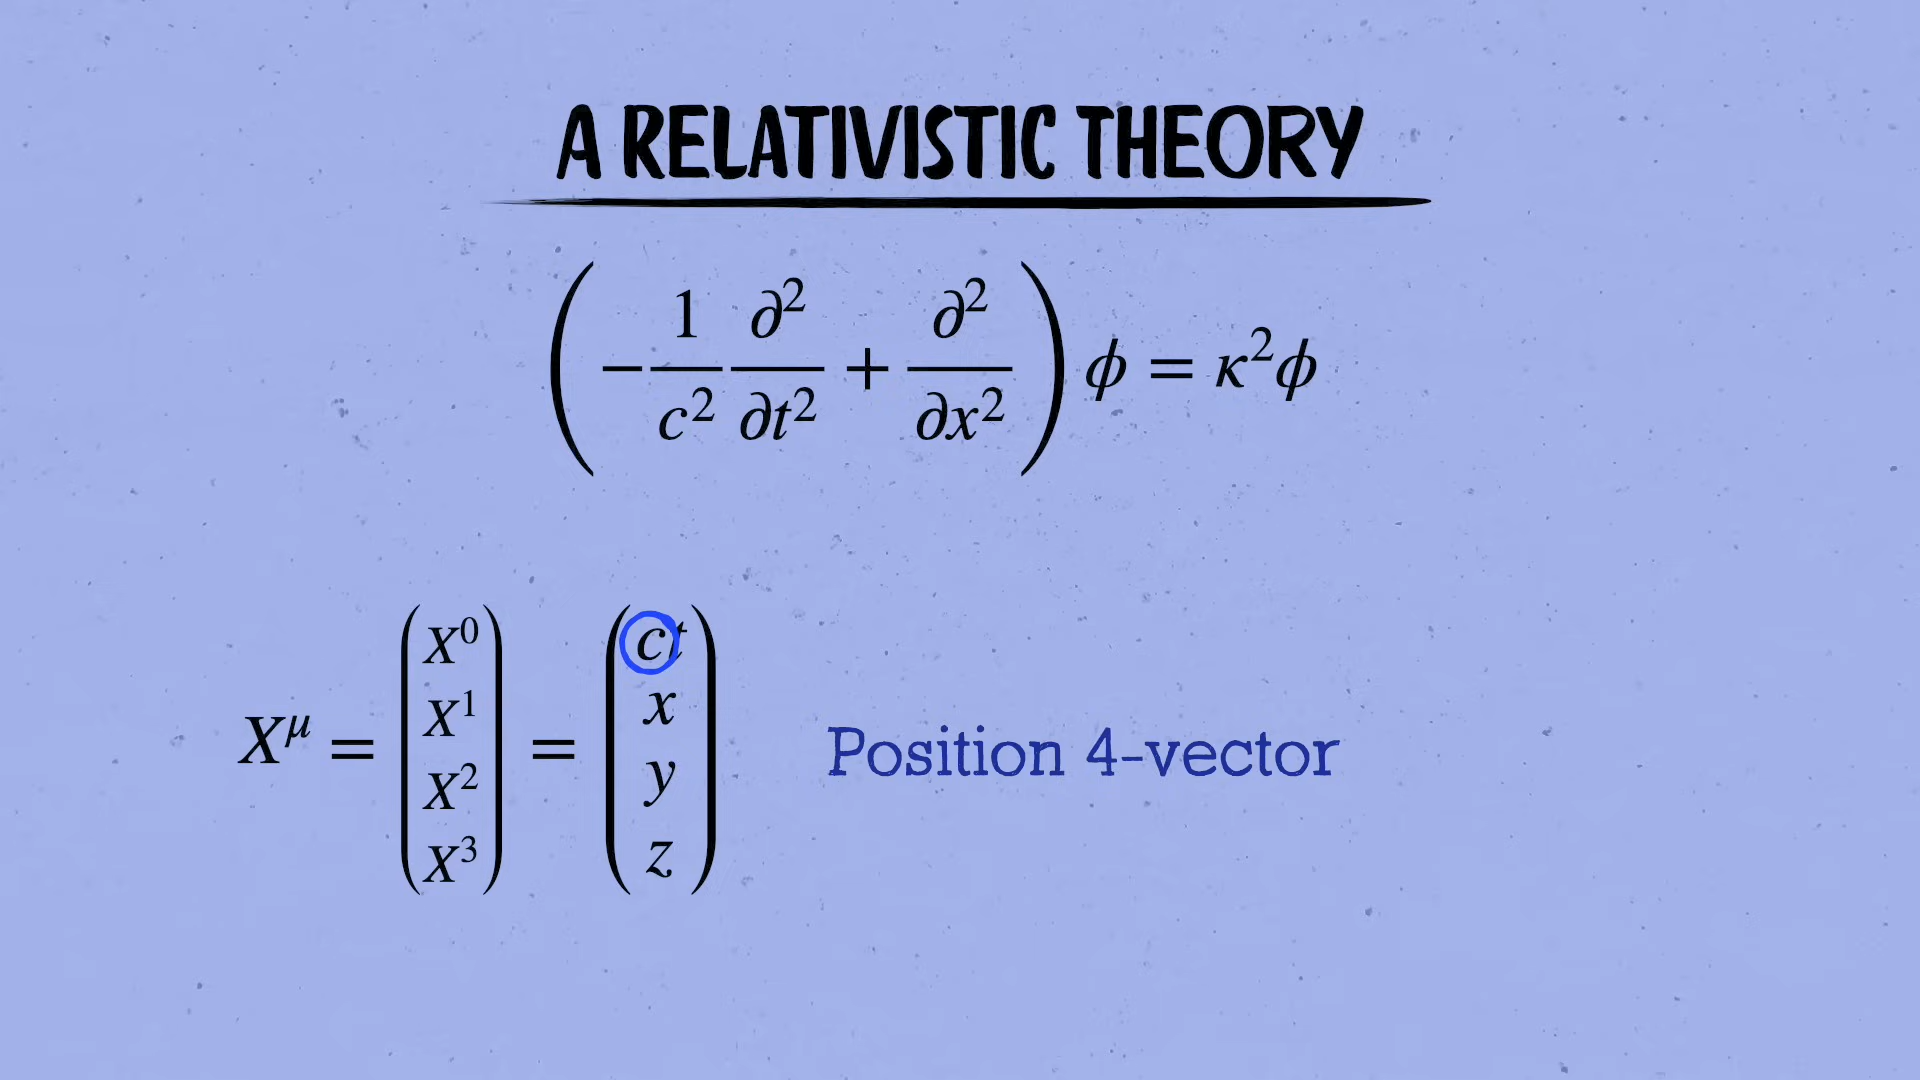 A RELATIVISTIC THEORY
(−1/c² ∂²/∂t² + ∂²/∂x²) ϕ = κ²ϕ
X^μ = (X⁰ X¹ X² X³) = (ct x y z)
Position 4-vector